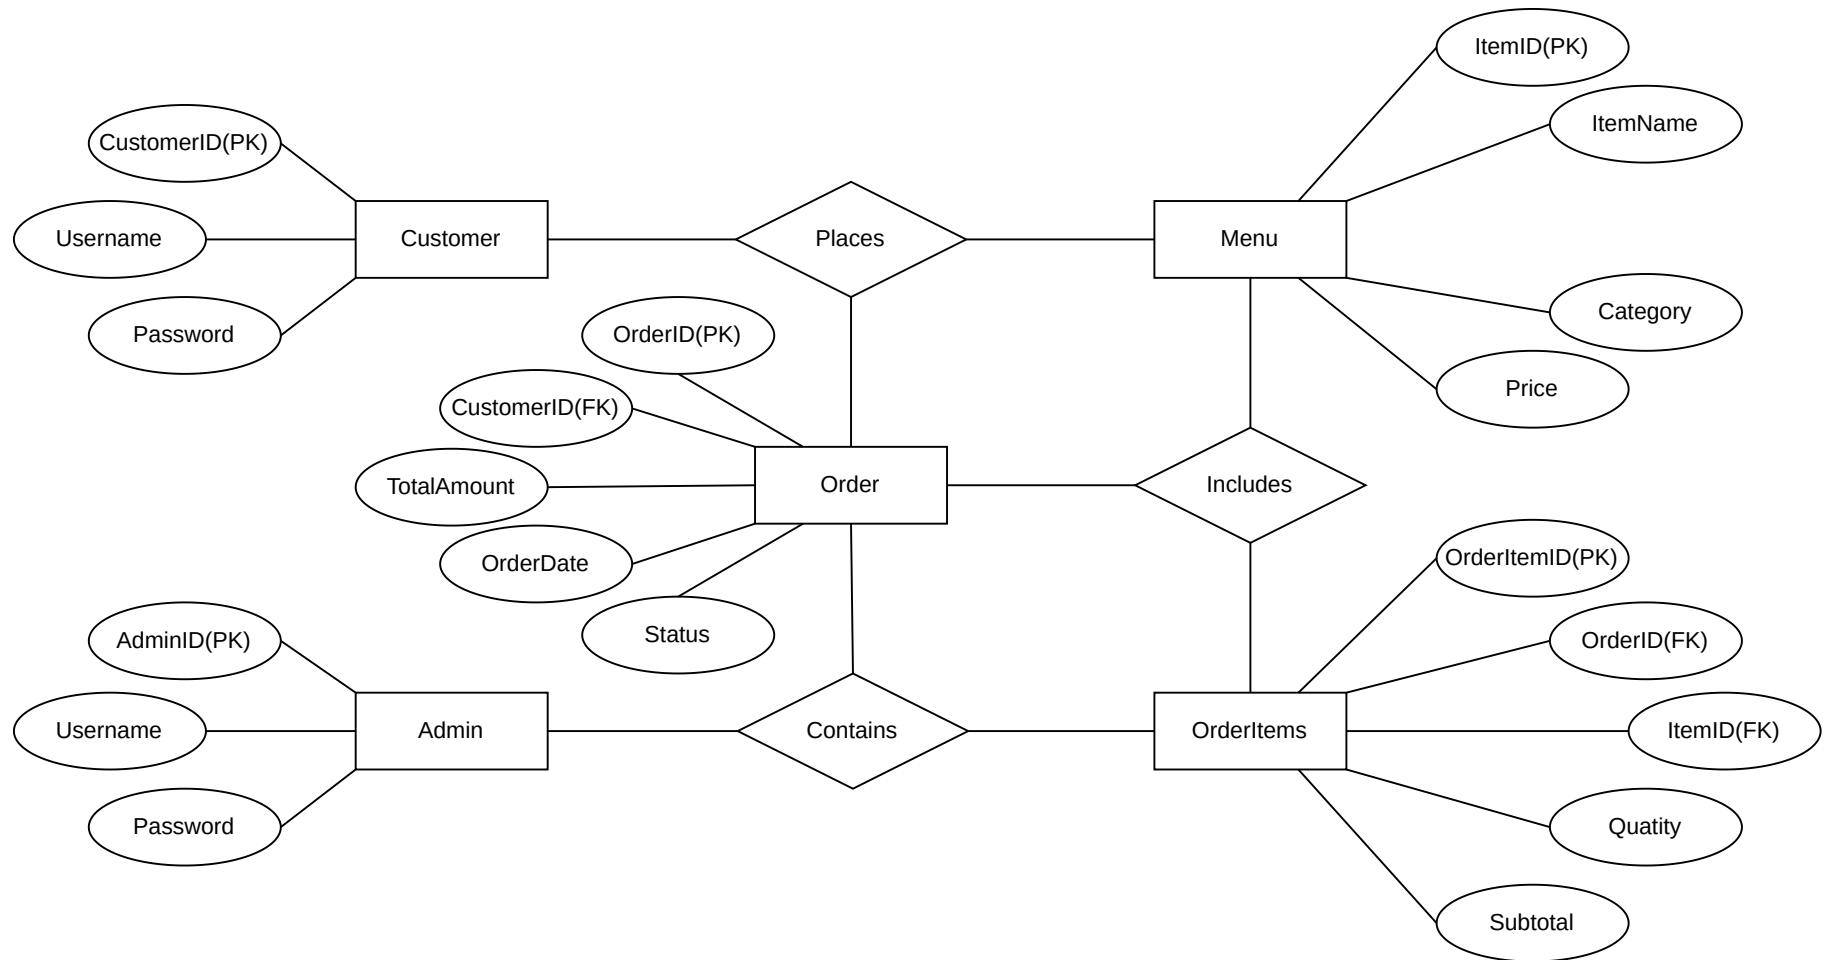 ItemID(PK)
ItemName
CustomerID(PK)
Username
Customer
Places
Menu
Password
OrderID(PK)
Category
Price
CustomerID(FK)
TotalAmount
Order
Includes
OrderDate
OrderItemID(PK)
Status
AdminID(PK)
OrderID(FK)
Username
Admin
Contains
OrderItems
ItemID(FK)
Password
Quatity
Subtotal